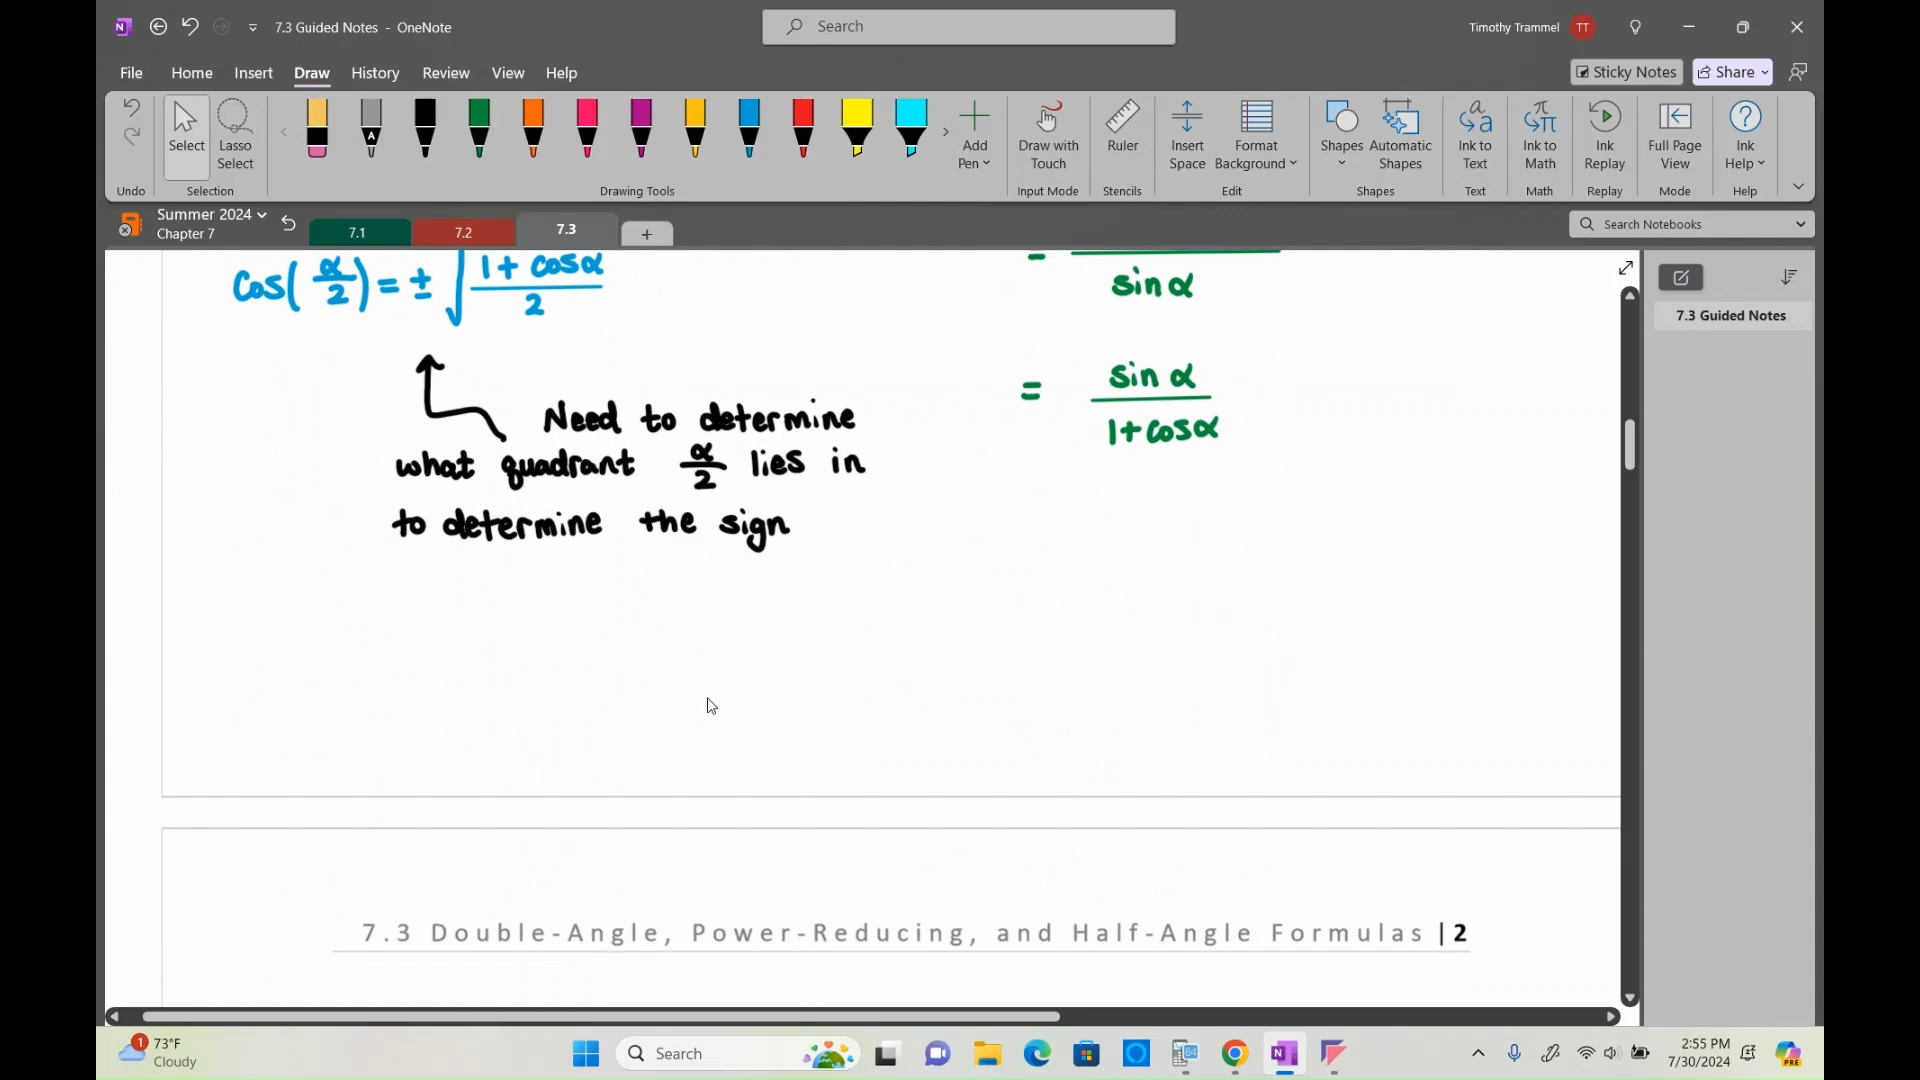 7.3 Guided Notes - OneNote
Search
Timothy Trammel TT
File Home Insert Draw History Review View Help
Sticky Notes Share
Select
Lasso Select
Add Pen
Draw with Touch
Ruler
Insert Space
Format Background
Shapes
Automatic Shapes
Ink to Text
Ink to Math
Ink Replay
Full Page View
Ink Help
Undo Selection Drawing Tools Input Mode Stencils Edit Shapes Text Math Replay Mode Help
Summer 2024
Chapter 7
7.1 7.2 7.3 +
Search Notebooks
7.3 Guided Notes
cos(α/2) = ± √((1 + cosα)/2)
Need to determine
what quadrant α/2 lies in
to determine the sign
= 
sin α
= sin α/(1+cosα)
7.3 Double-Angle, Power-Reducing, and Half-Angle Formulas |2
1
73°F
Cloudy
Search
84
PRE
2:55 PM
7/30/2024